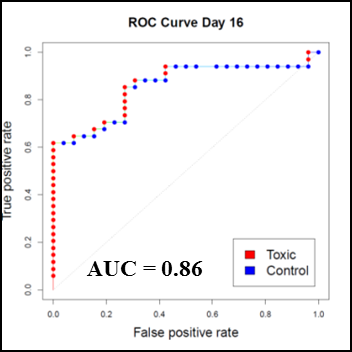 ROC Curve Day 16
True positive rate
1.0
0.8
0.6
0.4
0.2
0.0
AUC = 0.86
Toxic
Control
0.0 0.2 0.4 0.6 0.8 1.0
False positive rate